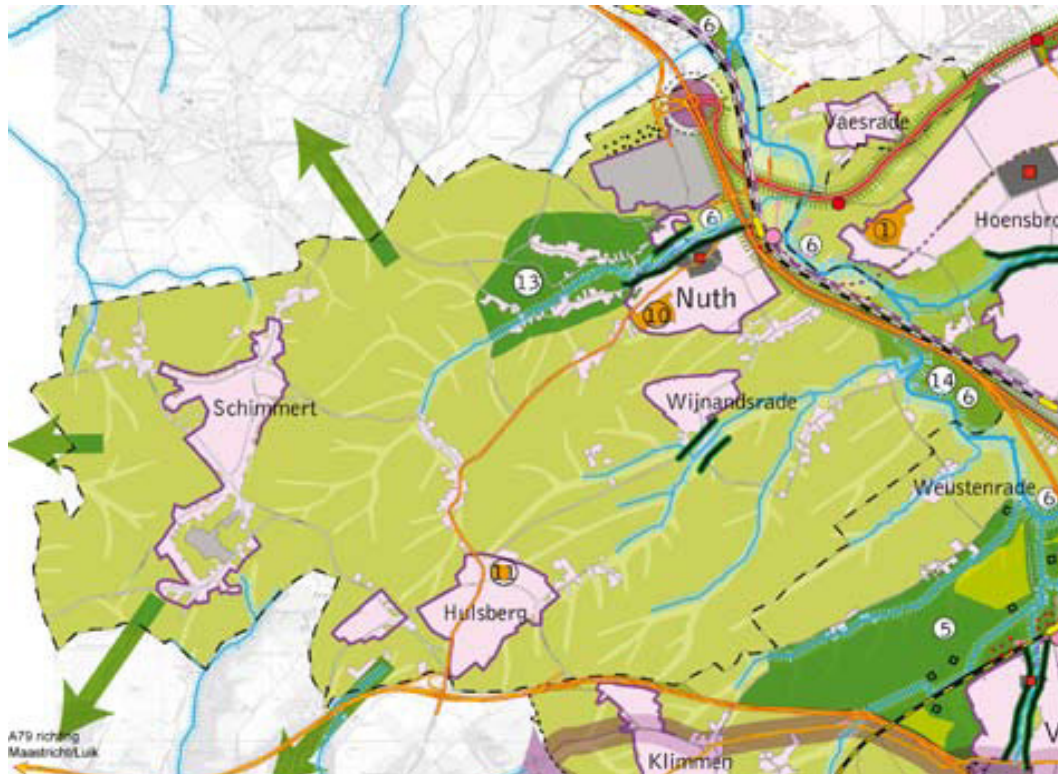 6
Vaesrade
1
Hoensbro
6
6
13
Nuth
10
14
6
Schimmert
Wijnandsrade
Weustenrade
6
11
Hulsberg
5
A79 richting
Maastricht/Luik
Klimmen
V